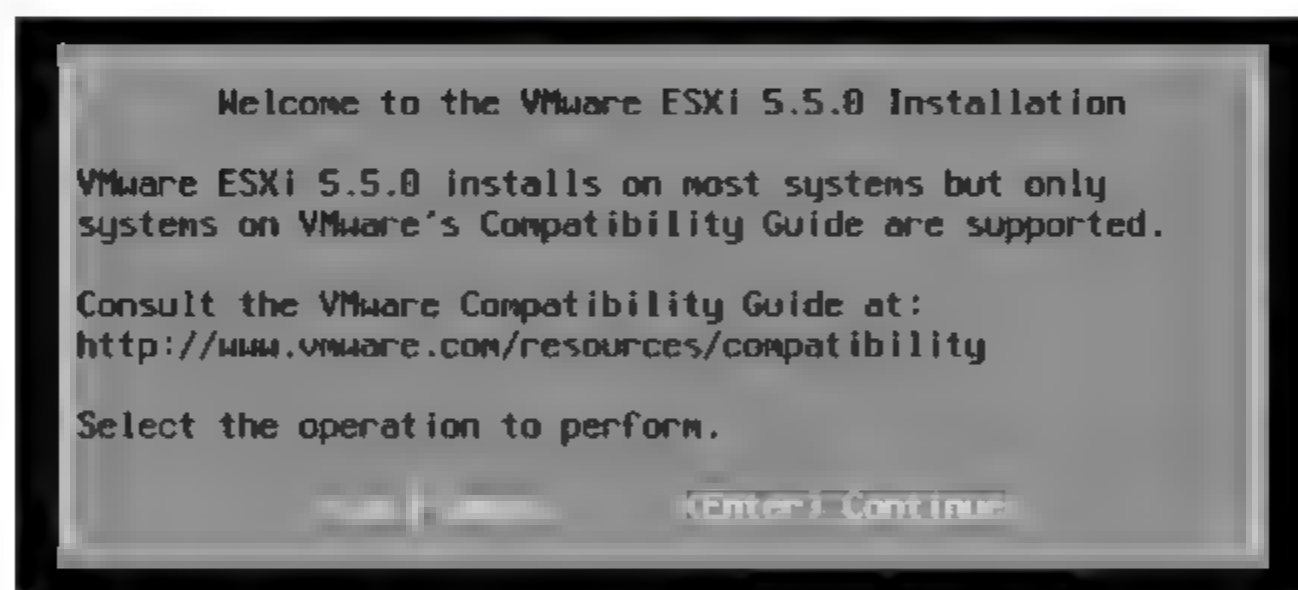 Welcome to the VMware ESXi 5.5.0 Installation
VMware ESXi 5.5.0 installs on most systems but only
systems on VMware's Compatibility Guide are supported.
Consult the VMware Compatibility Guide at:
http://www.vmware.com/resources/compatibility
Select the operation to perform.
(Enter) Continue